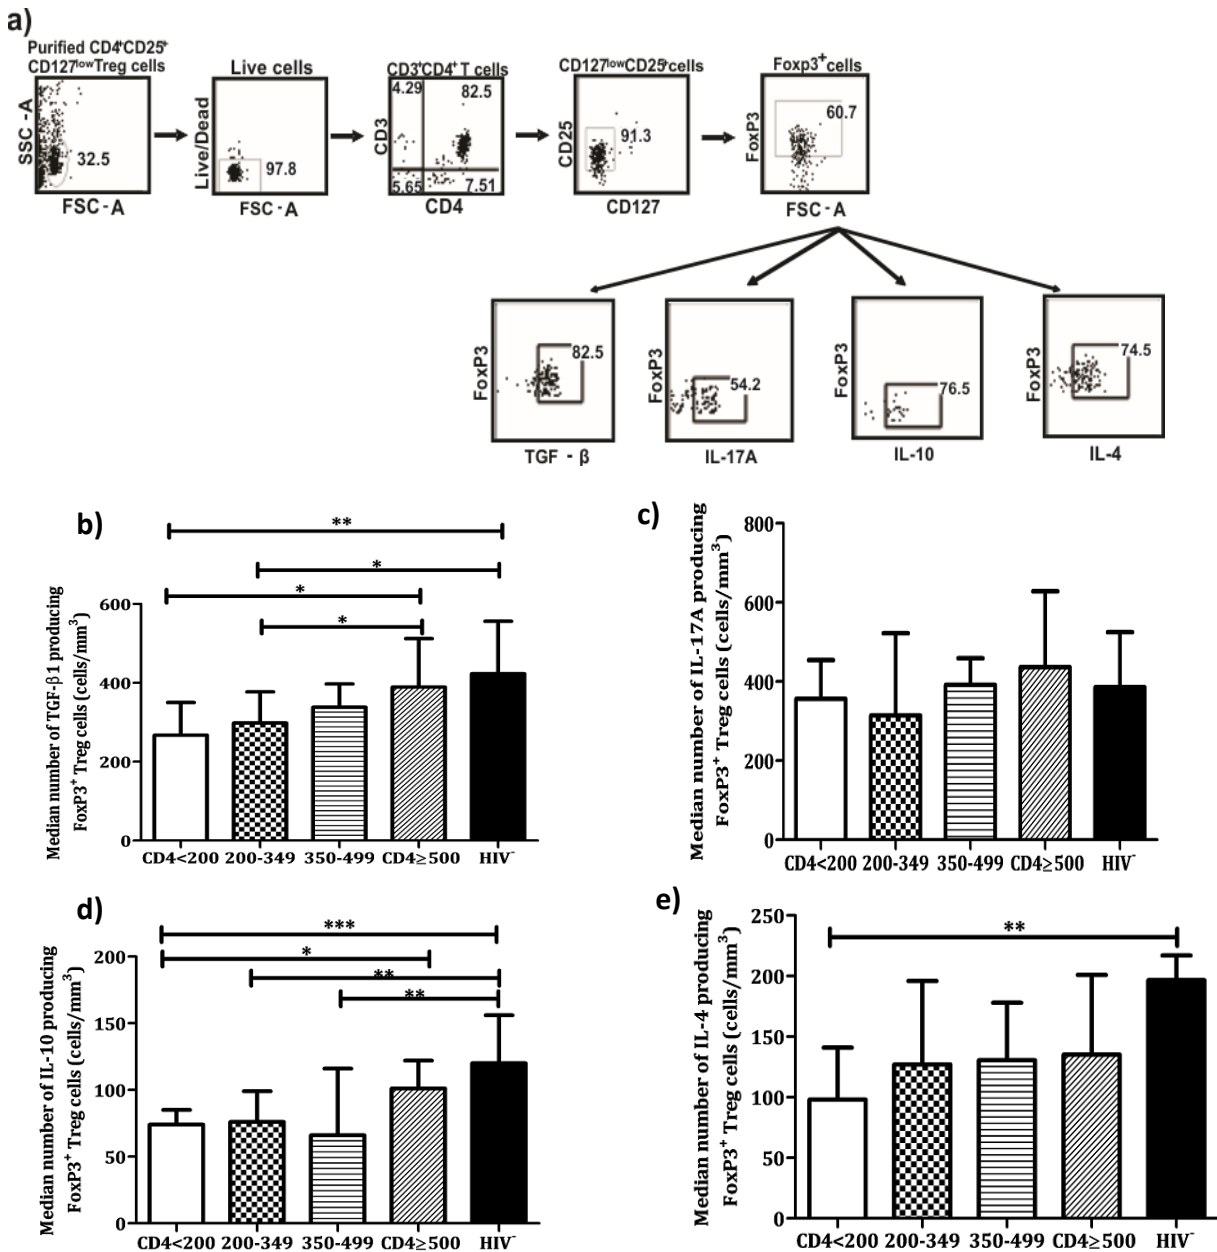 a)
Purified CD4⁺CD25⁺
CD127ˡᵒʷTreg cells
Live cells
CD3⁺CD4⁺ T cells
CD127ˡᵒʷCD25⁺cells
Foxp3⁺cells
SSC -A
32.5
FSC -A
Live/Dead
97.8
FSC -A
CD3
4.29
82.5
5.65
7.51
CD4
CD25
91.3
CD127
FoxP3
60.7
FSC -A
FoxP3
82.5
TGF - β
FoxP3
54.2
IL-17A
FoxP3
76.5
IL-10
FoxP3
74.5
IL-4
b)
**
*
*
*
Median number of TGF-β1 producing
FoxP3⁺ Treg cells (cells/mm³)
600
400
200
0
CD4<200 200-349 350-499 CD4≥500 HIV⁻
c)
Median number of IL-17A producing
FoxP3⁺ Treg cells (cells/mm³)
800
600
400
200
0
CD4<200 200-349 350-499 CD4≥500 HIV⁻
d)
***
*
**
**
Median number of IL-10 producing
FoxP3⁺ Treg cells (cells/mm³)
200
150
100
50
0
CD4<200 200-349 350-499 CD4≥500 HIV⁻
e)
**
Median number of IL-4 producing
FoxP3⁺ Treg cells (cells/mm³)
250
200
150
100
50
0
CD4<200 200-349 350-499 CD4≥500 HIV⁻